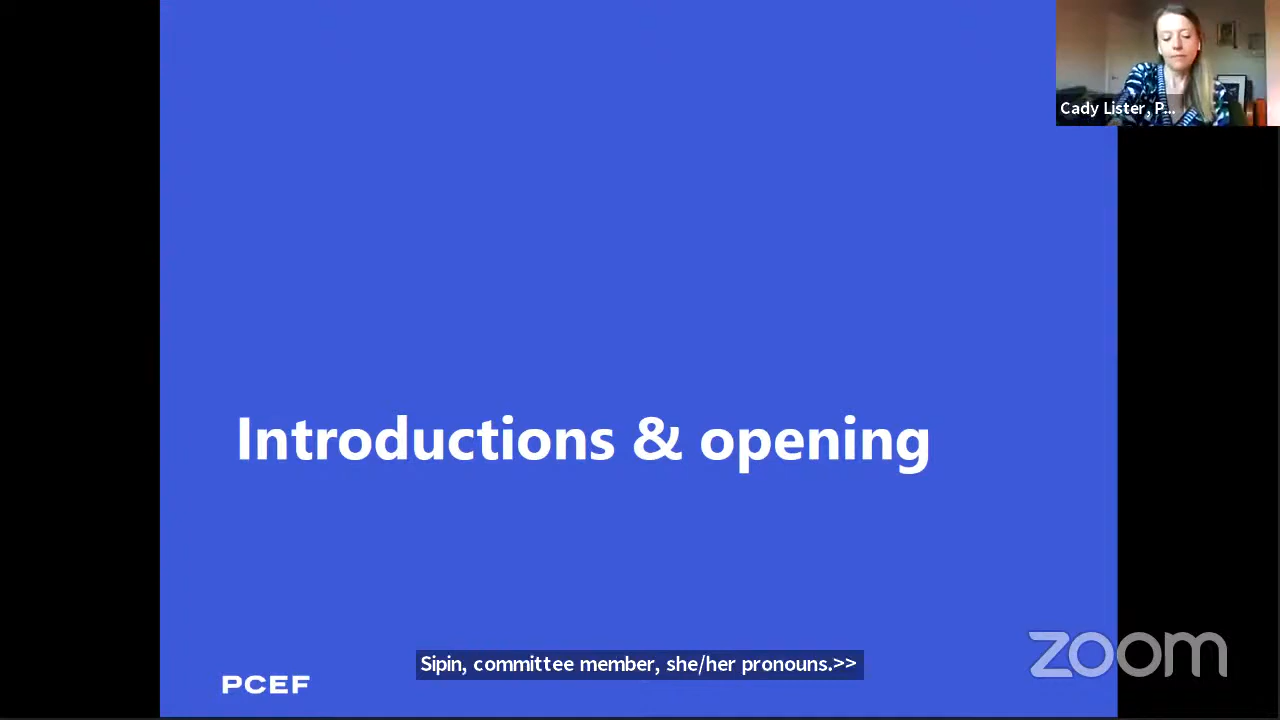 Cady Lister, P...
Introductions & opening
Sipin, committee member, she/her pronouns.>>
PCEF
zoom